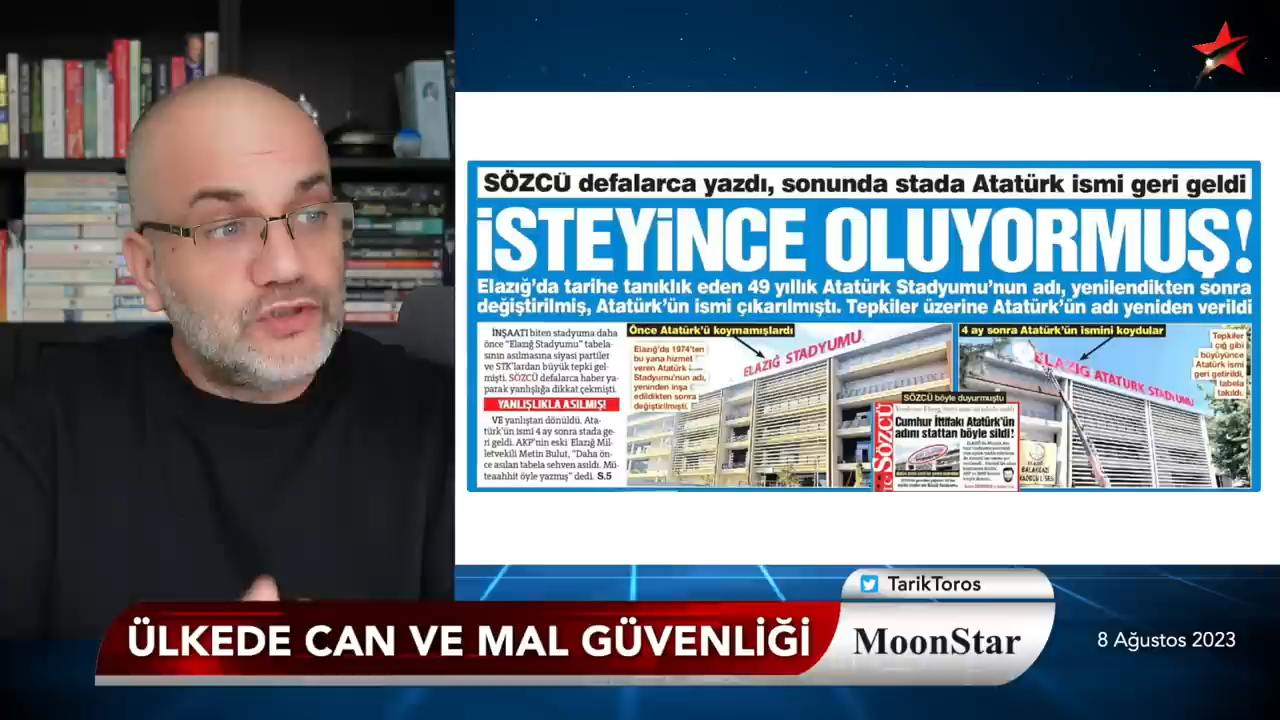 SÖZCÜ defalarca yazdı, sonunda stada Atatürk ismi geri geldi
İSTEYİNCE OLUYORMUŞ!
Elazığ'da tarihe tanıklık eden 49 yıllık Atatürk Stadyumu'nun adı, yenilendikten sonra
değiştirilmiş, Atatürk'ün ismi çıkarılmıştı. Tepkiler üzerine Atatürk'ün adı yeniden verildi
İNŞAATI biten stadyuma daha
önce "Elazığ Stadyumu" tabela-
sının asılmasına siyasi partiler
ve STK'lardan büyük tepki gel-
mişti. SÖZCÜ defalarca haber ya-
parak yanlışlığa dikkat çekmişti.
YANLIŞLIKLA ASILMIŞ!
VE yanlıştan dönüldü. Ata-
türk'ün ismi 4 ay sonra stada ge-
ri geldi. AKP'nin eski Elazığ Mil-
letvekili Metin Bulut, "Daha ön-
ce asılan tabela sehven asıldı. Mü-
teaahhit öyle yazmış" dedi. S.5
Önce Atatürk'ü koymamışlardı
Elazığ'da 1974'ten
bu yana hizmet
veren Atatürk
Stadyumu'nun adı,
yeniden inşa
edildikten sonra
değiştirilmişti.
ELAZIĞ STADYUMU
SÖZCÜ böyle duyurmuştu
SÖZCÜ
Cumhur İttifakı Atatürk'ün
adını stattan böyle sildi!
4 ay sonra Atatürk'ün ismini koydular
ELAZIĞ ATATÜRK STADYUMU
Tepkiler
çığ gibi
büyüyünce
Atatürk ismi
geri getirildi,
tabela
takıldı.
TarikToros
ÜLKEDE CAN VE MAL GÜVENLİĞİ
MoonStar
8 Ağustos 2023